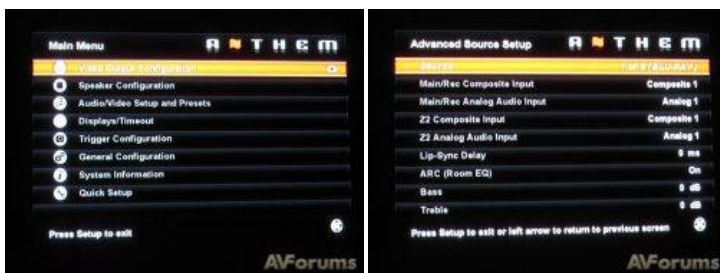 Main Menu
ANTHEM
Video Output Configuration
Speaker Configuration
Audio/Video Setup and Presets
Displays/Timeout
Trigger Configuration
General Configuration
System Information
Quick Setup
Press Setup to exit
AVForums
Advanced Source Setup
ANTHEM
Source
Main/Rec Composite Input Composite 1
Main/Rec Analog Audio Input Analog 1
Z2 Composite Input Composite 1
Z2 Analog Audio Input Analog 1
Lip-Sync Delay 0 ms
ARC (Room EQ) On
Bass 0 dB
Treble 0 dB
Press Setup to exit or left arrow to return to previous screen
AVForums